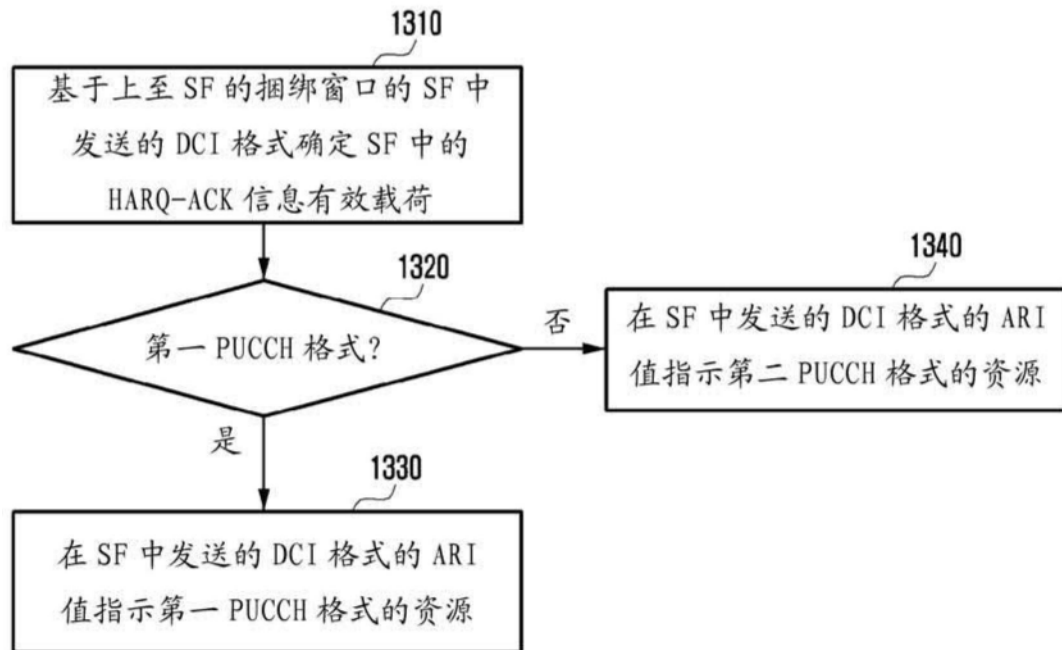 1310
基于上至 SF 的捆绑窗口的 SF 中
发送的 DCI 格式确定 SF 中的
HARQ-ACK 信息有效载荷
1320
第一 PUCCH 格式?
否
1340
在 SF 中发送的 DCI 格式的 ARI
值指示第二 PUCCH 格式的资源
是
1330
在 SF 中发送的 DCI 格式的 ARI
值指示第一 PUCCH 格式的资源